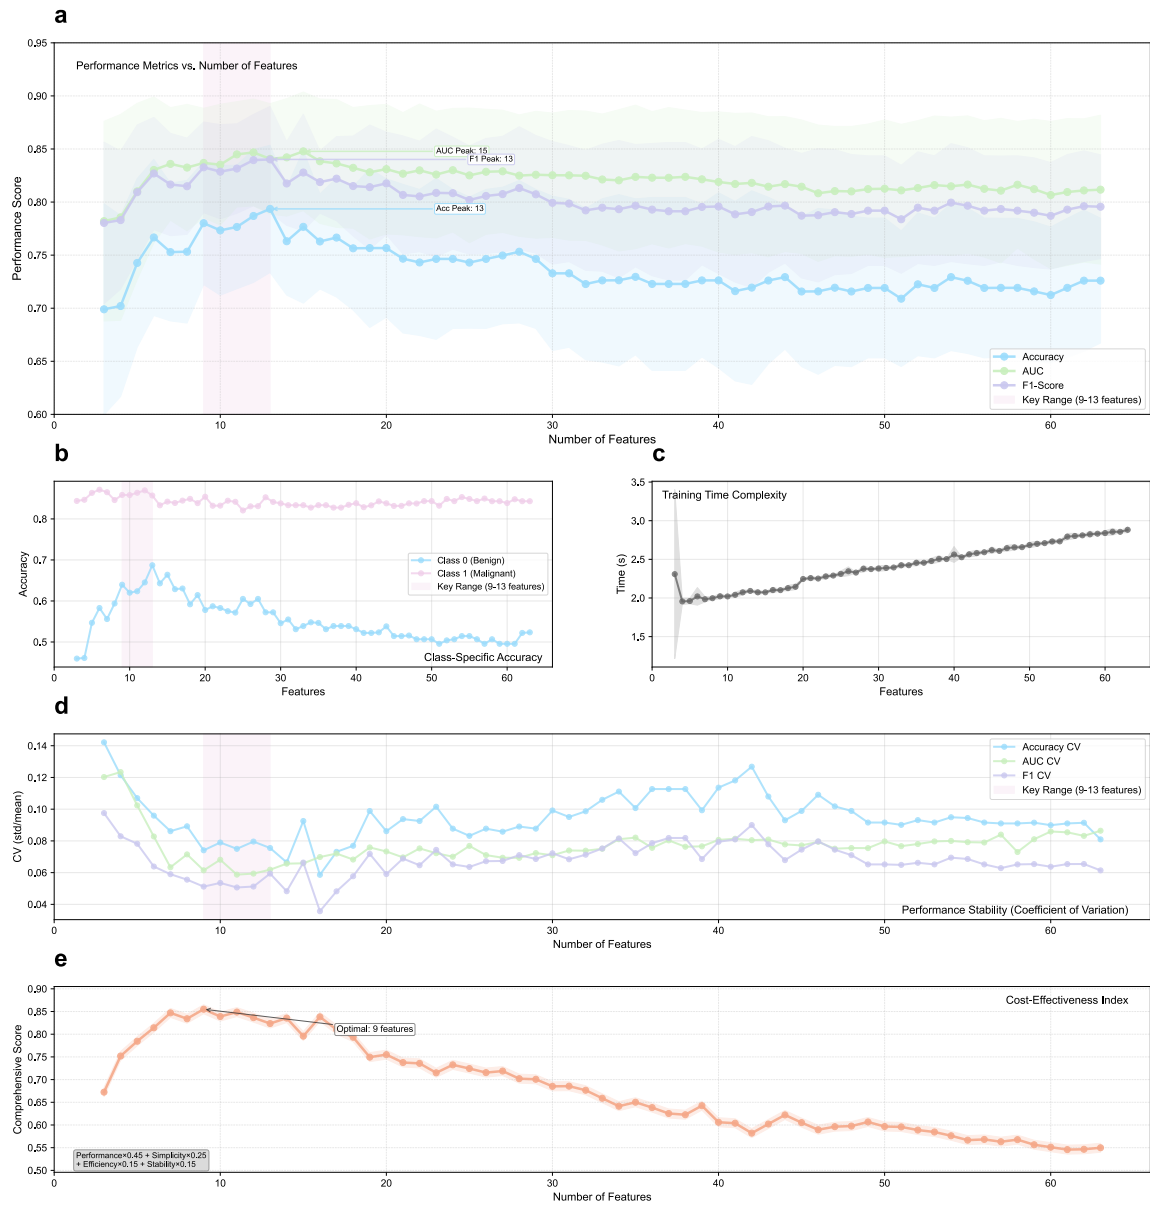 a
Performance Metrics vs. Number of Features
Performance Score
0.95
0.90
0.85
0.80
0.75
0.70
0.65
0.60
AUC Peak: 15
F1 Peak: 13
Acc Peak: 13
Accuracy
AUC
F1-Score
Key Range (9-13 features)
0 10 20 30 40 50 60
Number of Features
b
Accuracy
0.8
0.7
0.6
0.5
Class 0 (Benign)
Class 1 (Malignant)
Key Range (9-13 features)
Class-Specific Accuracy
0 10 20 30 40 50 60
Features
c
Training Time Complexity
Time (s)
3.5
3.0
2.5
2.0
1.5
0 10 20 30 40 50 60
Features
d
CV (std/mean)
0.14
0.12
0.10
0.08
0.06
0.04
Accuracy CV
AUC CV
F1 CV
Key Range (9-13 features)
Performance Stability (Coefficient of Variation)
0 10 20 30 40 50 60
Number of Features
e
Cost-Effectiveness Index
Comprehensive Score
0.90
0.85
0.80
0.75
0.70
0.65
0.60
0.55
0.50
Optimal: 9 features
Performance×0.45 + Simplicity×0.25
+ Efficiency×0.15 + Stability×0.15
0 10 20 30 40 50 60
Number of Features